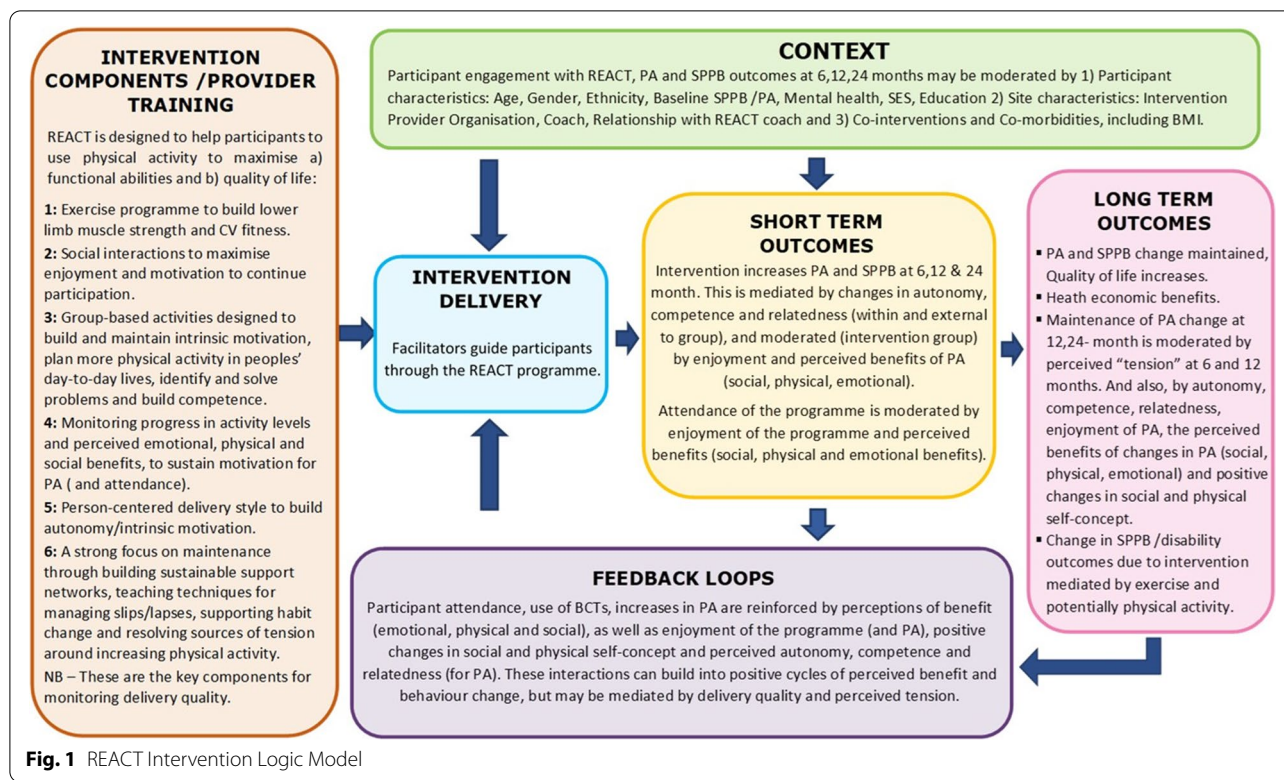 INTERVENTION
COMPONENTS /PROVIDER
TRAINING
REACT is designed to help participants to
use physical activity to maximise a)
functional abilities and b) quality of life:
1: Exercise programme to build lower
limb muscle strength and CV fitness.
2: Social interactions to maximise
enjoyment and motivation to continue
participation.
3: Group-based activities designed to
build and maintain intrinsic motivation,
plan more physical activity in peoples’
day-to-day lives, identify and solve
problems and build competence.
4: Monitoring progress in activity levels
and perceived emotional, physical and
social benefits, to sustain motivation for
PA ( and attendance).
5: Person-centered delivery style to build
autonomy/intrinsic motivation.
6: A strong focus on maintenance
through building sustainable support
networks, teaching techniques for
managing slips/lapses, supporting habit
change and resolving sources of tension
around increasing physical activity.
NB – These are the key components for
monitoring delivery quality.
CONTEXT
Participant engagement with REACT, PA and SPPB outcomes at 6,12,24 months may be moderated by 1) Participant
characteristics: Age, Gender, Ethnicity, Baseline SPPB/PA, Mental health, SES, Education 2) Site characteristics: Intervention
Provider Organisation, Coach, Relationship with REACT coach and 3) Co-interventions and Co-morbidities, including BMI.
INTERVENTION
DELIVERY
Facilitators guide participants
through the REACT programme.
SHORT TERM
OUTCOMES
Intervention increases PA and SPPB at 6,12 & 24
month. This is mediated by changes in autonomy,
competence and relatedness (within and external
to group), and moderated (intervention group)
by enjoyment and perceived benefits of PA
(social, physical, emotional).
Attendance of the programme is moderated by
enjoyment of the programme and perceived
benefits (social, physical and emotional benefits).
LONG TERM
OUTCOMES
▪ PA and SPPB change maintained,
Quality of life increases.
▪ Heath economic benefits.
▪ Maintenance of PA change at
12,24- month is moderated by
perceived “tension” at 6 and 12
months. And also, by autonomy,
competence, relatedness,
enjoyment of PA, the perceived
benefits of changes in PA (social,
physical, emotional) and positive
changes in social and physical
self-concept.
▪ Change in SPPB/disability
outcomes due to intervention
mediated by exercise and
potentially physical activity.
FEEDBACK LOOPS
Participant attendance, use of BCTs, increases in PA are reinforced by perceptions of benefit
(emotional, physical and social), as well as enjoyment of the programme (and PA), positive
changes in social and physical self-concept and perceived autonomy, competence and
relatedness (for PA). These interactions can build into positive cycles of perceived benefit and
behaviour change, but may be mediated by delivery quality and perceived tension.
Fig. 1 REACT Intervention Logic Model